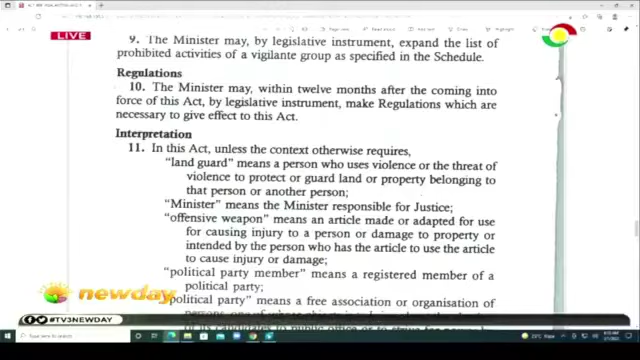 LIVE
9. The Minister may, by legislative instrument, expand the list of
prohibited activities of a vigilante group as specified in the Schedule.
Regulations
10. The Minister may, within twelve months after the coming into
force of this Act, by legislative instrument, make Regulations which are
necessary to give effect to this Act.
Interpretation
11. In this Act, unless the context otherwise requires,
"land guard" means a person who uses violence or the threat of
violence to protect or guard land or property belonging to
that person or another person;
"Minister" means the Minister responsible for Justice;
"offensive weapon" means an article made or adapted for use
for causing injury to a person or damage to property or
intended by the person who has the article to use the article
to cause injury or damage;
"political party member" means a registered member of a
political party;
"political party" means a free association or organisation of
newday
#TV3NEWDAY
Type here to search